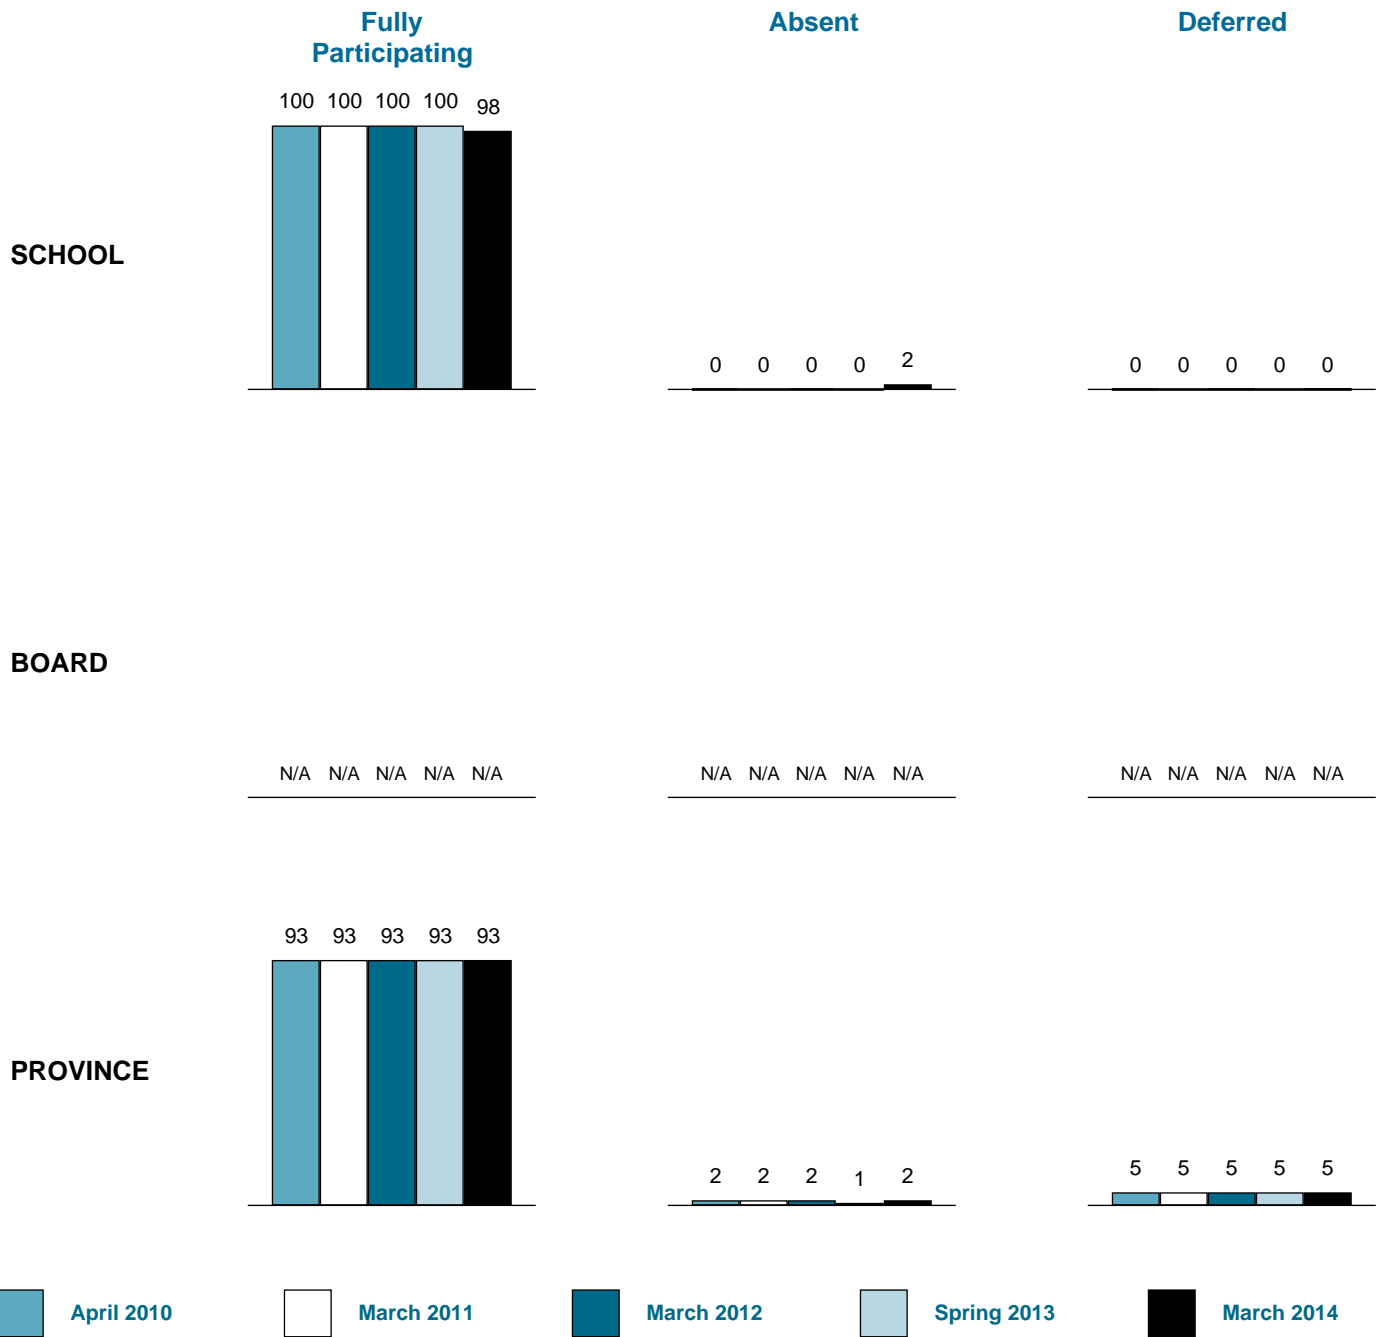 Fully
Participating
Absent
Deferred
100 100 100 100 98
SCHOOL
0 0 0 0 2
0 0 0 0 0
BOARD
N/A N/A N/A N/A N/A
N/A N/A N/A N/A N/A
N/A N/A N/A N/A N/A
93 93 93 93 93
PROVINCE
2 2 2 1 2
5 5 5 5 5
April 2010
March 2011
March 2012
Spring 2013
March 2014